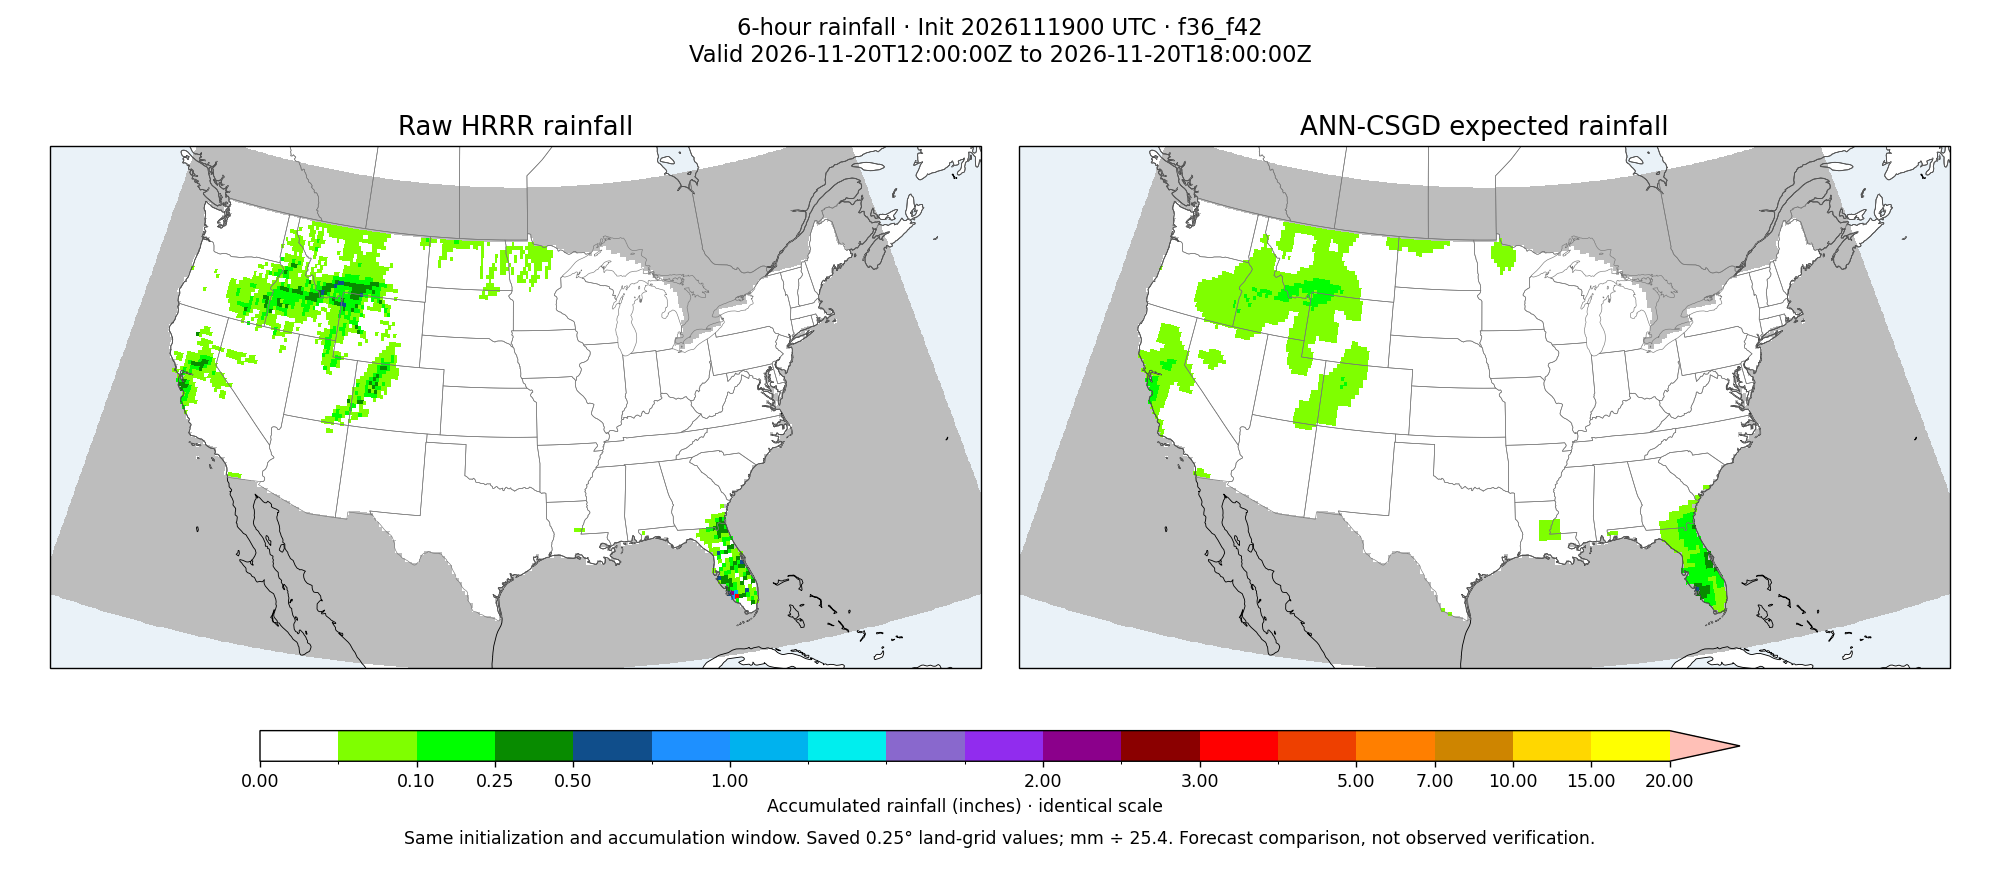 6-hour rainfall · Init 2026111900 UTC · f36_f42
Valid 2026-11-20T12:00:00Z to 2026-11-20T18:00:00Z
Raw HRRR rainfall
ANN-CSGD expected rainfall
0.00 0.10 0.25 0.50 1.00 2.00 3.00 5.00 7.00 10.00 15.00 20.00
Accumulated rainfall (inches) · identical scale
Same initialization and accumulation window. Saved 0.25° land-grid values; mm ÷ 25.4. Forecast comparison, not observed verification.